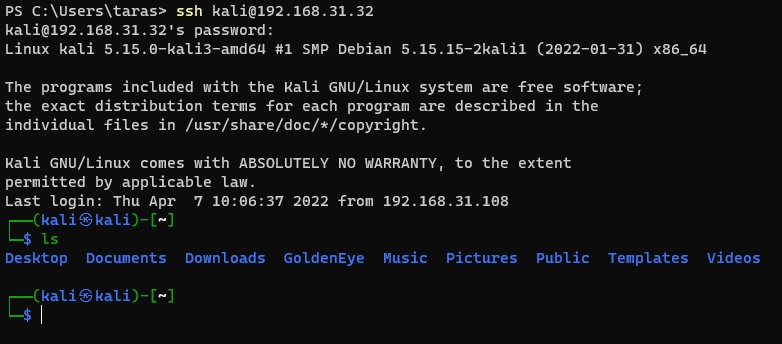 PS C:\Users\taras> ssh kali@192.168.31.32
kali@192.168.31.32's password:
Linux kali 5.15.0-kali3-amd64 #1 SMP Debian 5.15.15-2kali1 (2022-01-31) x86_64

The programs included with the Kali GNU/Linux system are free software;
the exact distribution terms for each program are described in the
individual files in /usr/share/doc/*/copyright.

Kali GNU/Linux comes with ABSOLUTELY NO WARRANTY, to the extent
permitted by applicable law.
Last login: Thu Apr  7 10:06:37 2022 from 192.168.31.108
┌──(kali㉿kali)-[~]
└─$ ls
Desktop  Documents  Downloads  GoldenEye  Music  Pictures  Public  Templates  Videos

┌──(kali㉿kali)-[~]
└─$